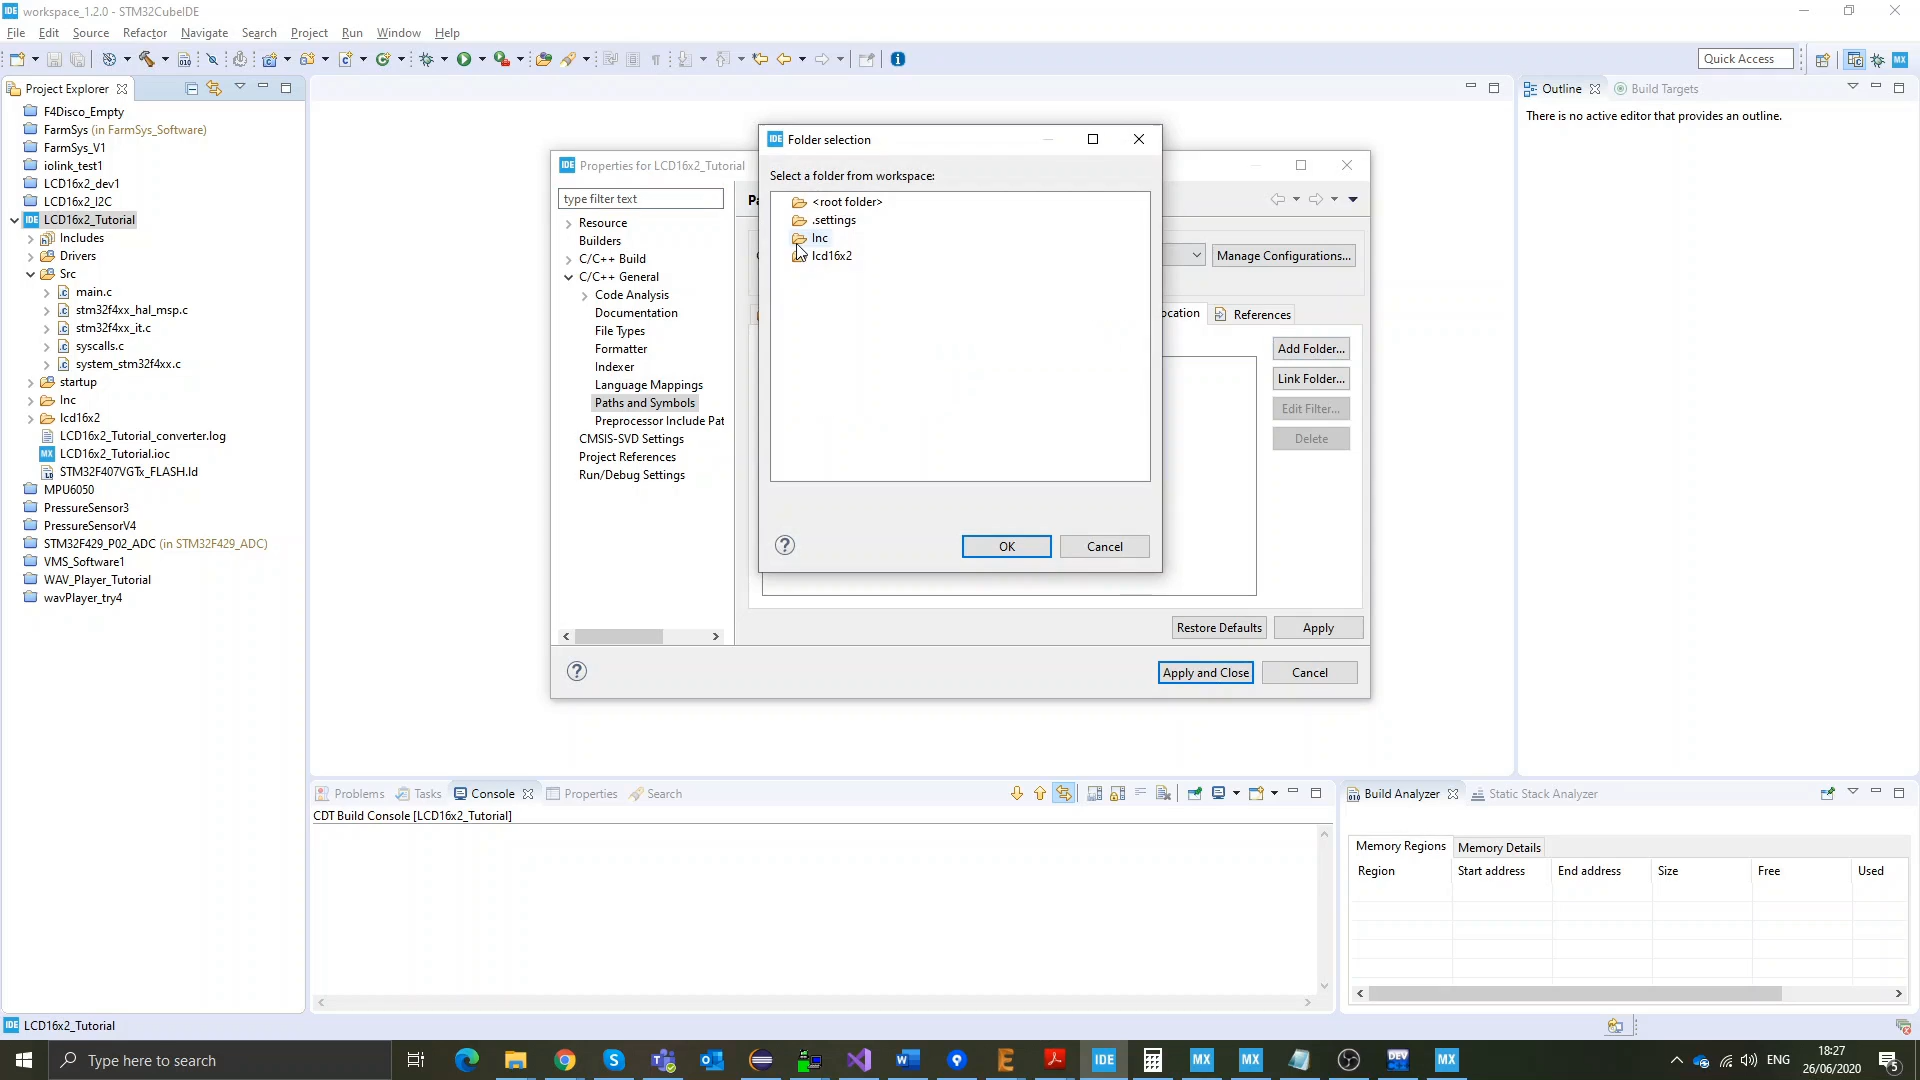 workspace_1.2.0 - STM32CubeIDE
File Edit Source Refactor Navigate Search Project Run Window Help
Quick Access
Project Explorer
F4Disco_Empty
FarmSys (in FarmSys_Software)
FarmSys_V1
iolink_test1
LCD16x2_dev1
LCD16x2_I2C
LCD16x2_Tutorial
Includes
Drivers
Src
main.c
stm32f4xx_hal_msp.c
stm32f4xx_it.c
syscalls.c
system_stm32f4xx.c
startup
Inc
lcd16x2
LCD16x2_Tutorial_converter.log
LCD16x2_Tutorial.ioc
STM32F407VGTx_FLASH.ld
MPU6050
PressureSensor3
PressureSensorV4
STM32F429_P02_ADC (in STM32F429_ADC)
VMS_Software1
WAV_Player_Tutorial
wavPlayer_try4
Properties for LCD16x2_Tutorial
type filter text
Resource
Builders
C/C++ Build
C/C++ General
Code Analysis
Documentation
File Types
Formatter
Indexer
Language Mappings
Paths and Symbols
Preprocessor Include Pat
CMSIS-SVD Settings
Project References
Run/Debug Settings
Folder selection
Select a folder from workspace:
<root folder>
.settings
Inc
lcd16x2
OK Cancel
Manage Configurations...
ocation References
Add Folder...
Link Folder...
Edit Filter...
Delete
Restore Defaults Apply
Apply and Close Cancel
Outline Build Targets
There is no active editor that provides an outline.
Problems Tasks Console Properties Search
CDT Build Console [LCD16x2_Tutorial]
Build Analyzer Static Stack Analyzer
Memory Regions Memory Details
Region Start address End address Size Free Used
LCD16x2_Tutorial
Type here to search
ENG
18:27
26/06/2020